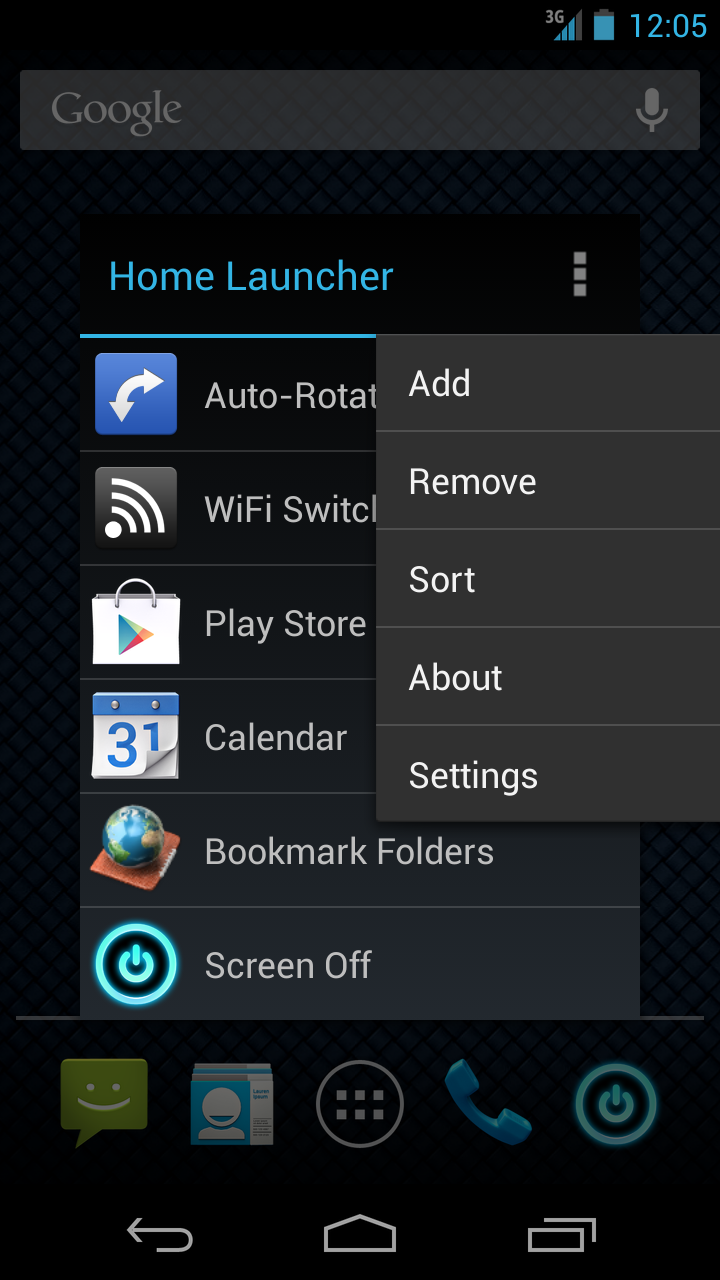 3G 12:05
Google
Home Launcher
Auto-Rotat
Add
Remove
WiFi Switc
Sort
Play Store
About
31
Calendar
Settings
Bookmark Folders
Screen Off